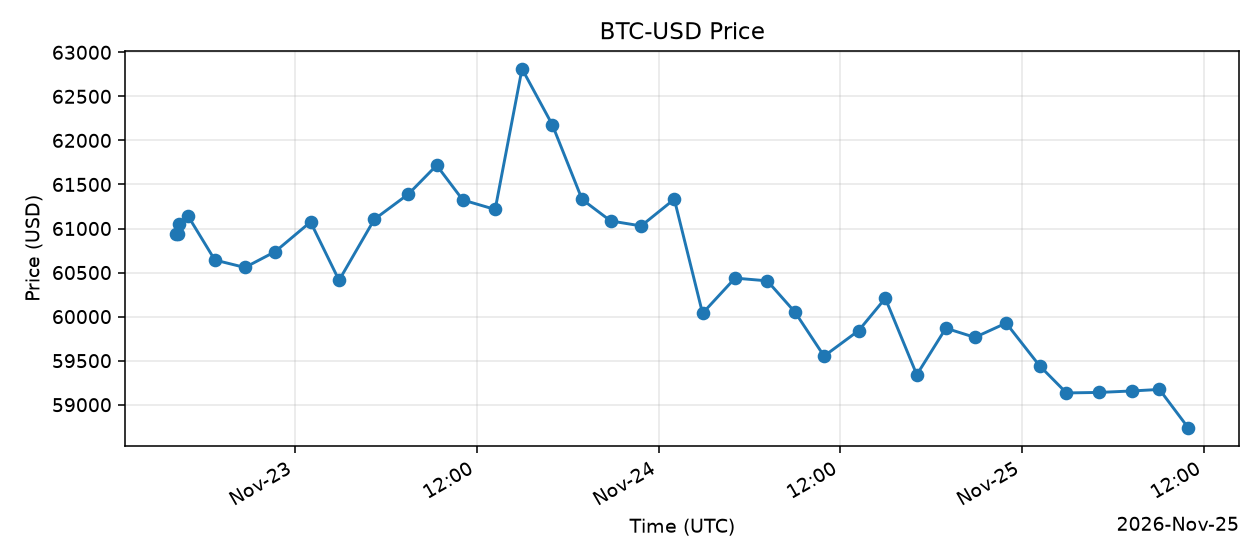 BTC-USD Price
63000
62500
62000
61500
61000
60500
60000
59500
59000
Price (USD)
Nov-23
12:00
Nov-24
12:00
Nov-25
12:00
Time (UTC)
2026-Nov-25